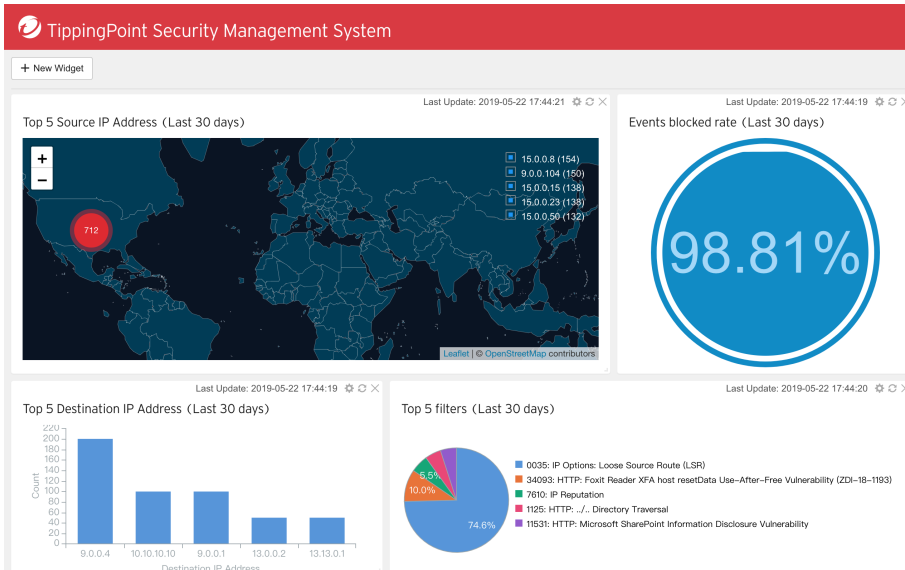 TippingPoint Security Management System
+ New Widget
Last Update: 2019-05-22 17:44:21
Top 5 Source IP Address (Last 30 days)
+
−
712
15.0.0.8 (154)
9.0.0.104 (150)
15.0.0.15 (138)
15.0.0.23 (138)
15.0.0.50 (132)
Leaflet | © OpenStreetMap contributors
Last Update: 2019-05-22 17:44:19
Events blocked rate (Last 30 days)
98.81%
Last Update: 2019-05-22 17:44:19
Top 5 Destination IP Address (Last 30 days)
Count
220
200
180
160
140
120
100
80
60
40
20
0
9.0.0.4 10.10.10.10 9.0.0.1 13.0.0.2 13.13.0.1
Destination IP Address
Last Update: 2019-05-22 17:44:20
Top 5 filters (Last 30 days)
5.5%
10.0%
74.6%
0035: IP Options: Loose Source Route (LSR)
34093: HTTP: Foxit Reader XFA host resetData Use-After-Free Vulnerability (ZDI-18-1193)
7610: IP Reputation
1125: HTTP: ../.. Directory Traversal
11531: HTTP: Microsoft SharePoint Information Disclosure Vulnerability